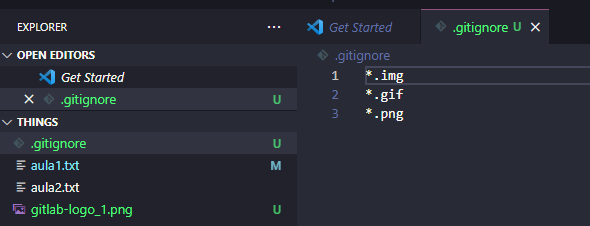 EXPLORER ...
OPEN EDITORS
Get Started
.gitignore U
THINGS
.gitignore U
aula1.txt M
aula2.txt
gitlab-logo_1.png U
Get Started
.gitignore U
.gitignore
1 *.img
2 *.gif
3 *.png